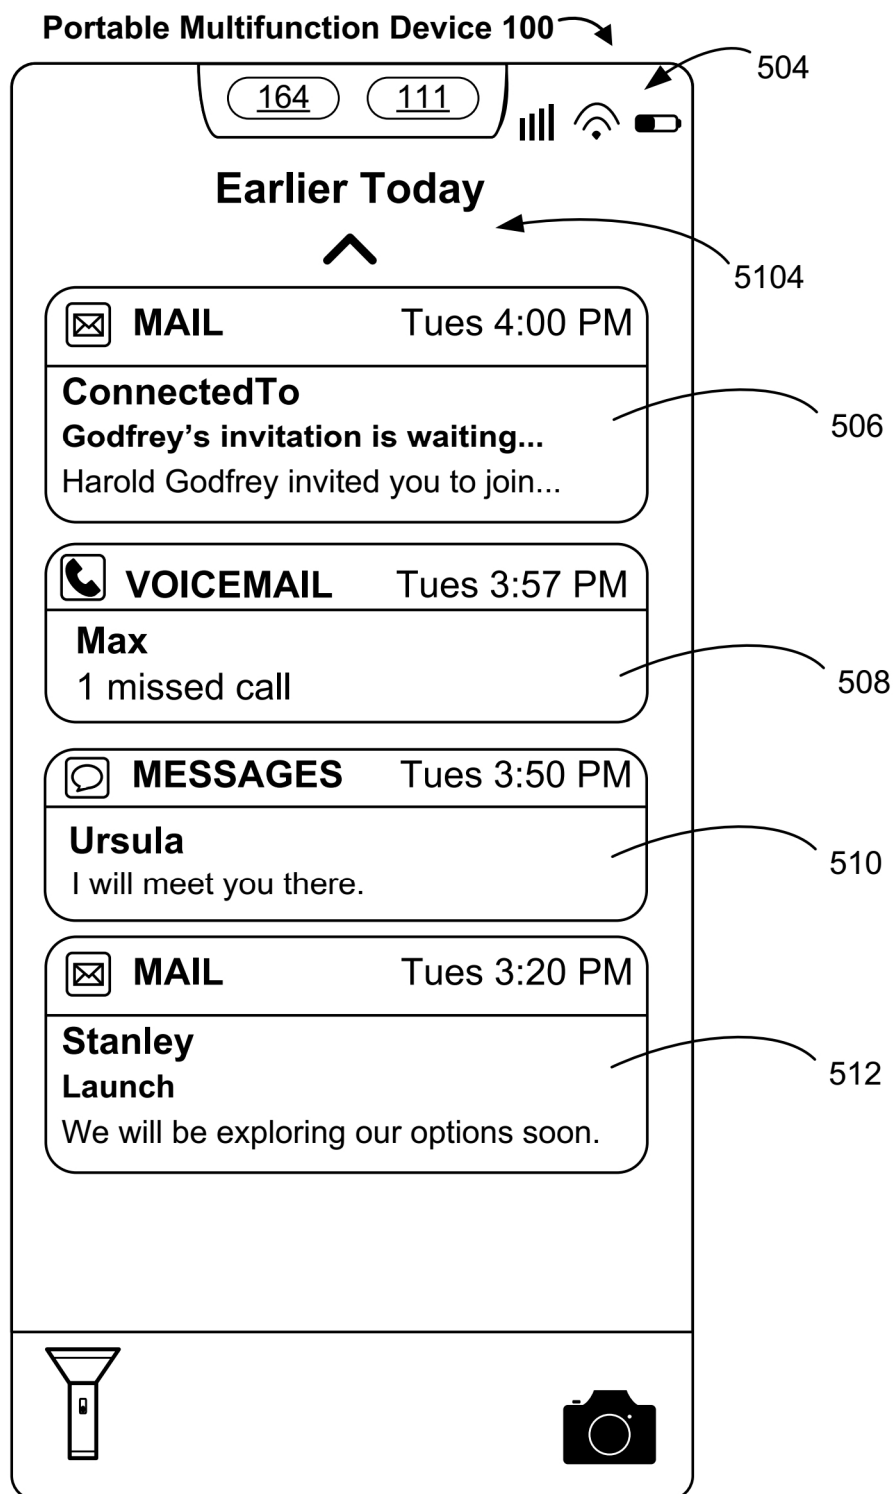 Portable Multifunction Device 100
504
164 111
Earlier Today
5104
MAIL Tues 4:00 PM
ConnectedTo
Godfrey's invitation is waiting...
Harold Godfrey invited you to join...
506
VOICEMAIL Tues 3:57 PM
Max
1 missed call
508
MESSAGES Tues 3:50 PM
Ursula
I will meet you there.
510
MAIL Tues 3:20 PM
Stanley
Launch
We will be exploring our options soon.
512